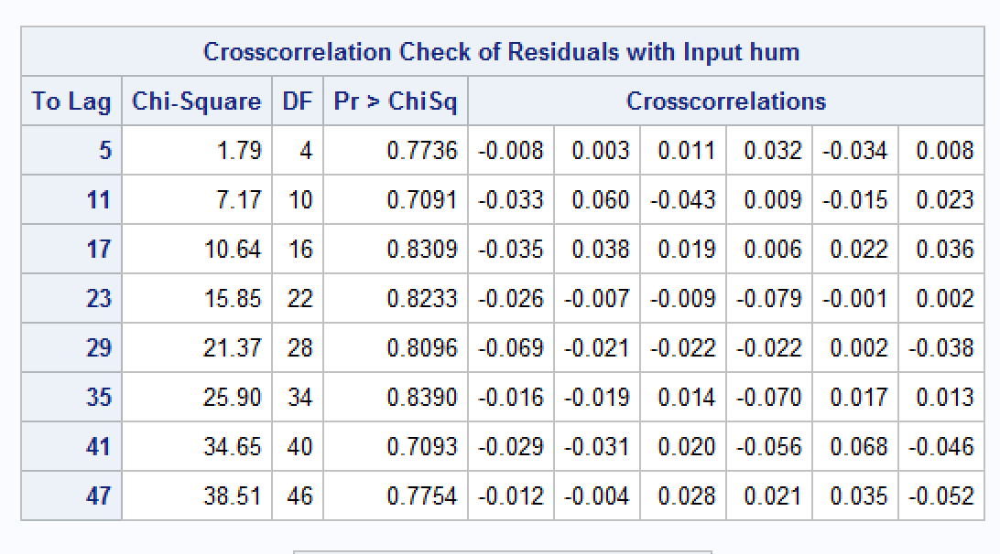 Crosscorrelation Check of Residuals with Input hum
To Lag Chi-Square DF Pr > ChiSq Crosscorrelations
5 1.79 4 0.7736 -0.008 0.003 0.011 0.032 -0.034 0.008
11 7.17 10 0.7091 -0.033 0.060 -0.043 0.009 -0.015 0.023
17 10.64 16 0.8309 -0.035 0.038 0.019 0.006 0.022 0.036
23 15.85 22 0.8233 -0.026 -0.007 -0.009 -0.079 -0.001 0.002
29 21.37 28 0.8096 -0.069 -0.021 -0.022 -0.022 0.002 -0.038
35 25.90 34 0.8390 -0.016 -0.019 0.014 -0.070 0.017 0.013
41 34.65 40 0.7093 -0.029 -0.031 0.020 -0.056 0.068 -0.046
47 38.51 46 0.7754 -0.012 -0.004 0.028 0.021 0.035 -0.052